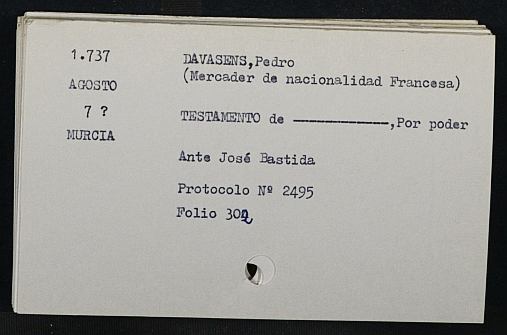 1.737
AGOSTO
7 ?
MURCIA
DAVASENS,Pedro
(Mercader de nacionalidad Francesa)
TESTAMENTO de ——————————,Por poder
Ante José Bastida
Protocolo Nº 2495
Folio 302